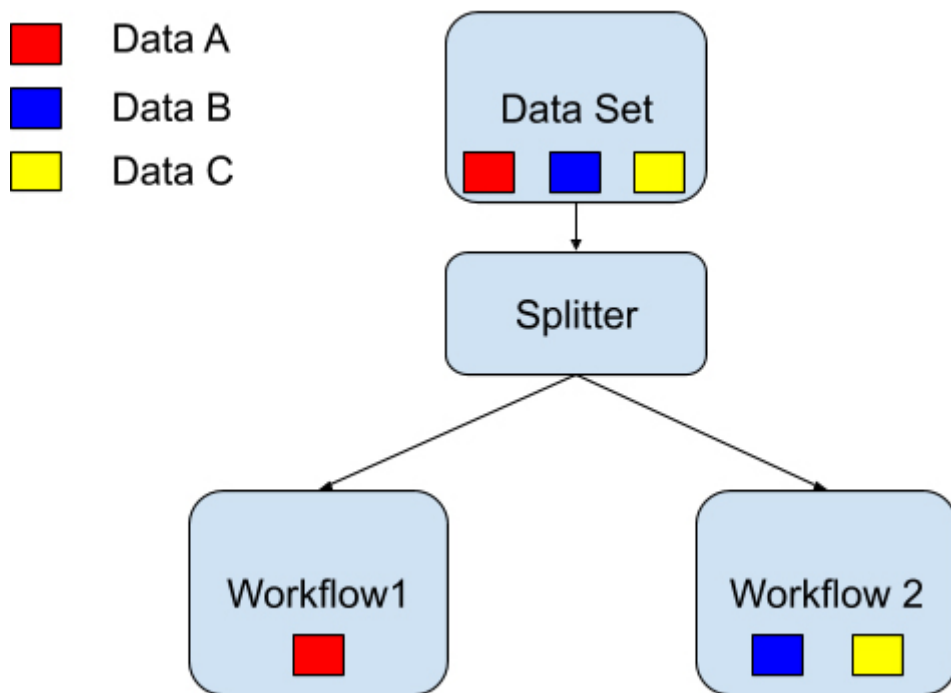 Data A
Data B
Data C
Data Set
Splitter
Workflow1
Workflow 2